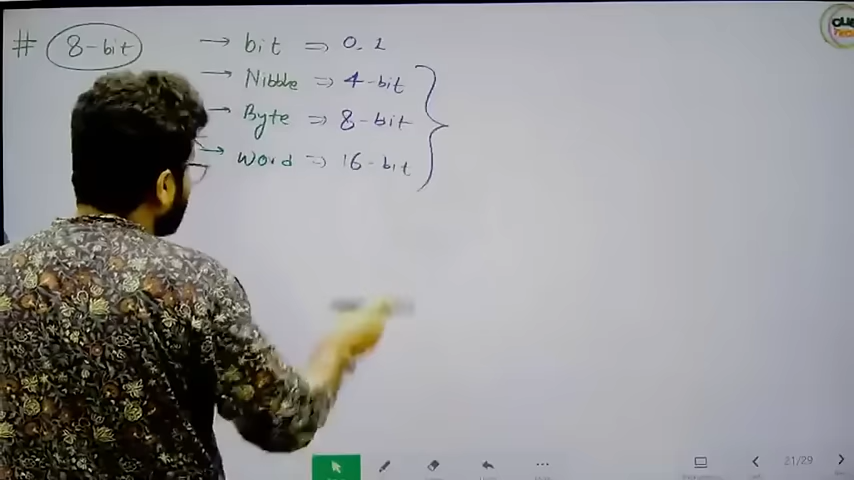 # 8-bit → bit ⇒ 0, 1
→ Nibble ⇒ 4-bit
→ Byte ⇒ 8-bit
→ Word ⇒ 16-bit
21/29